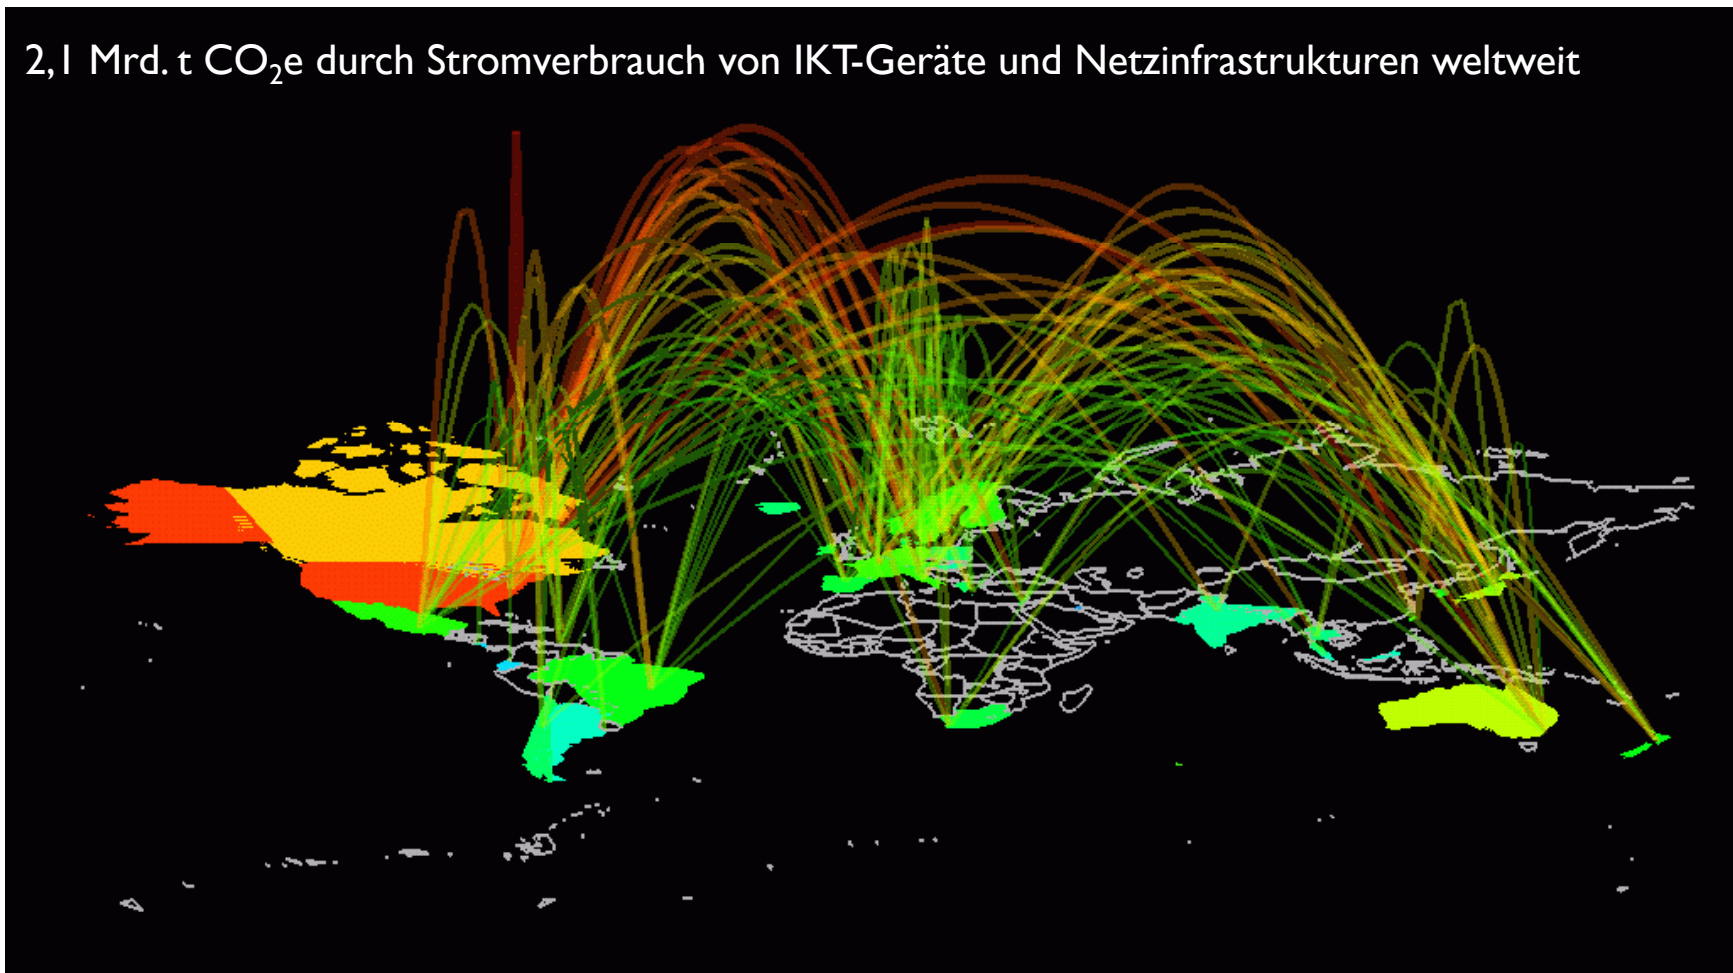 2,1 Mrd. t CO₂e durch Stromverbrauch von IKT-Geräte und Netzinfrastrukturen weltweit